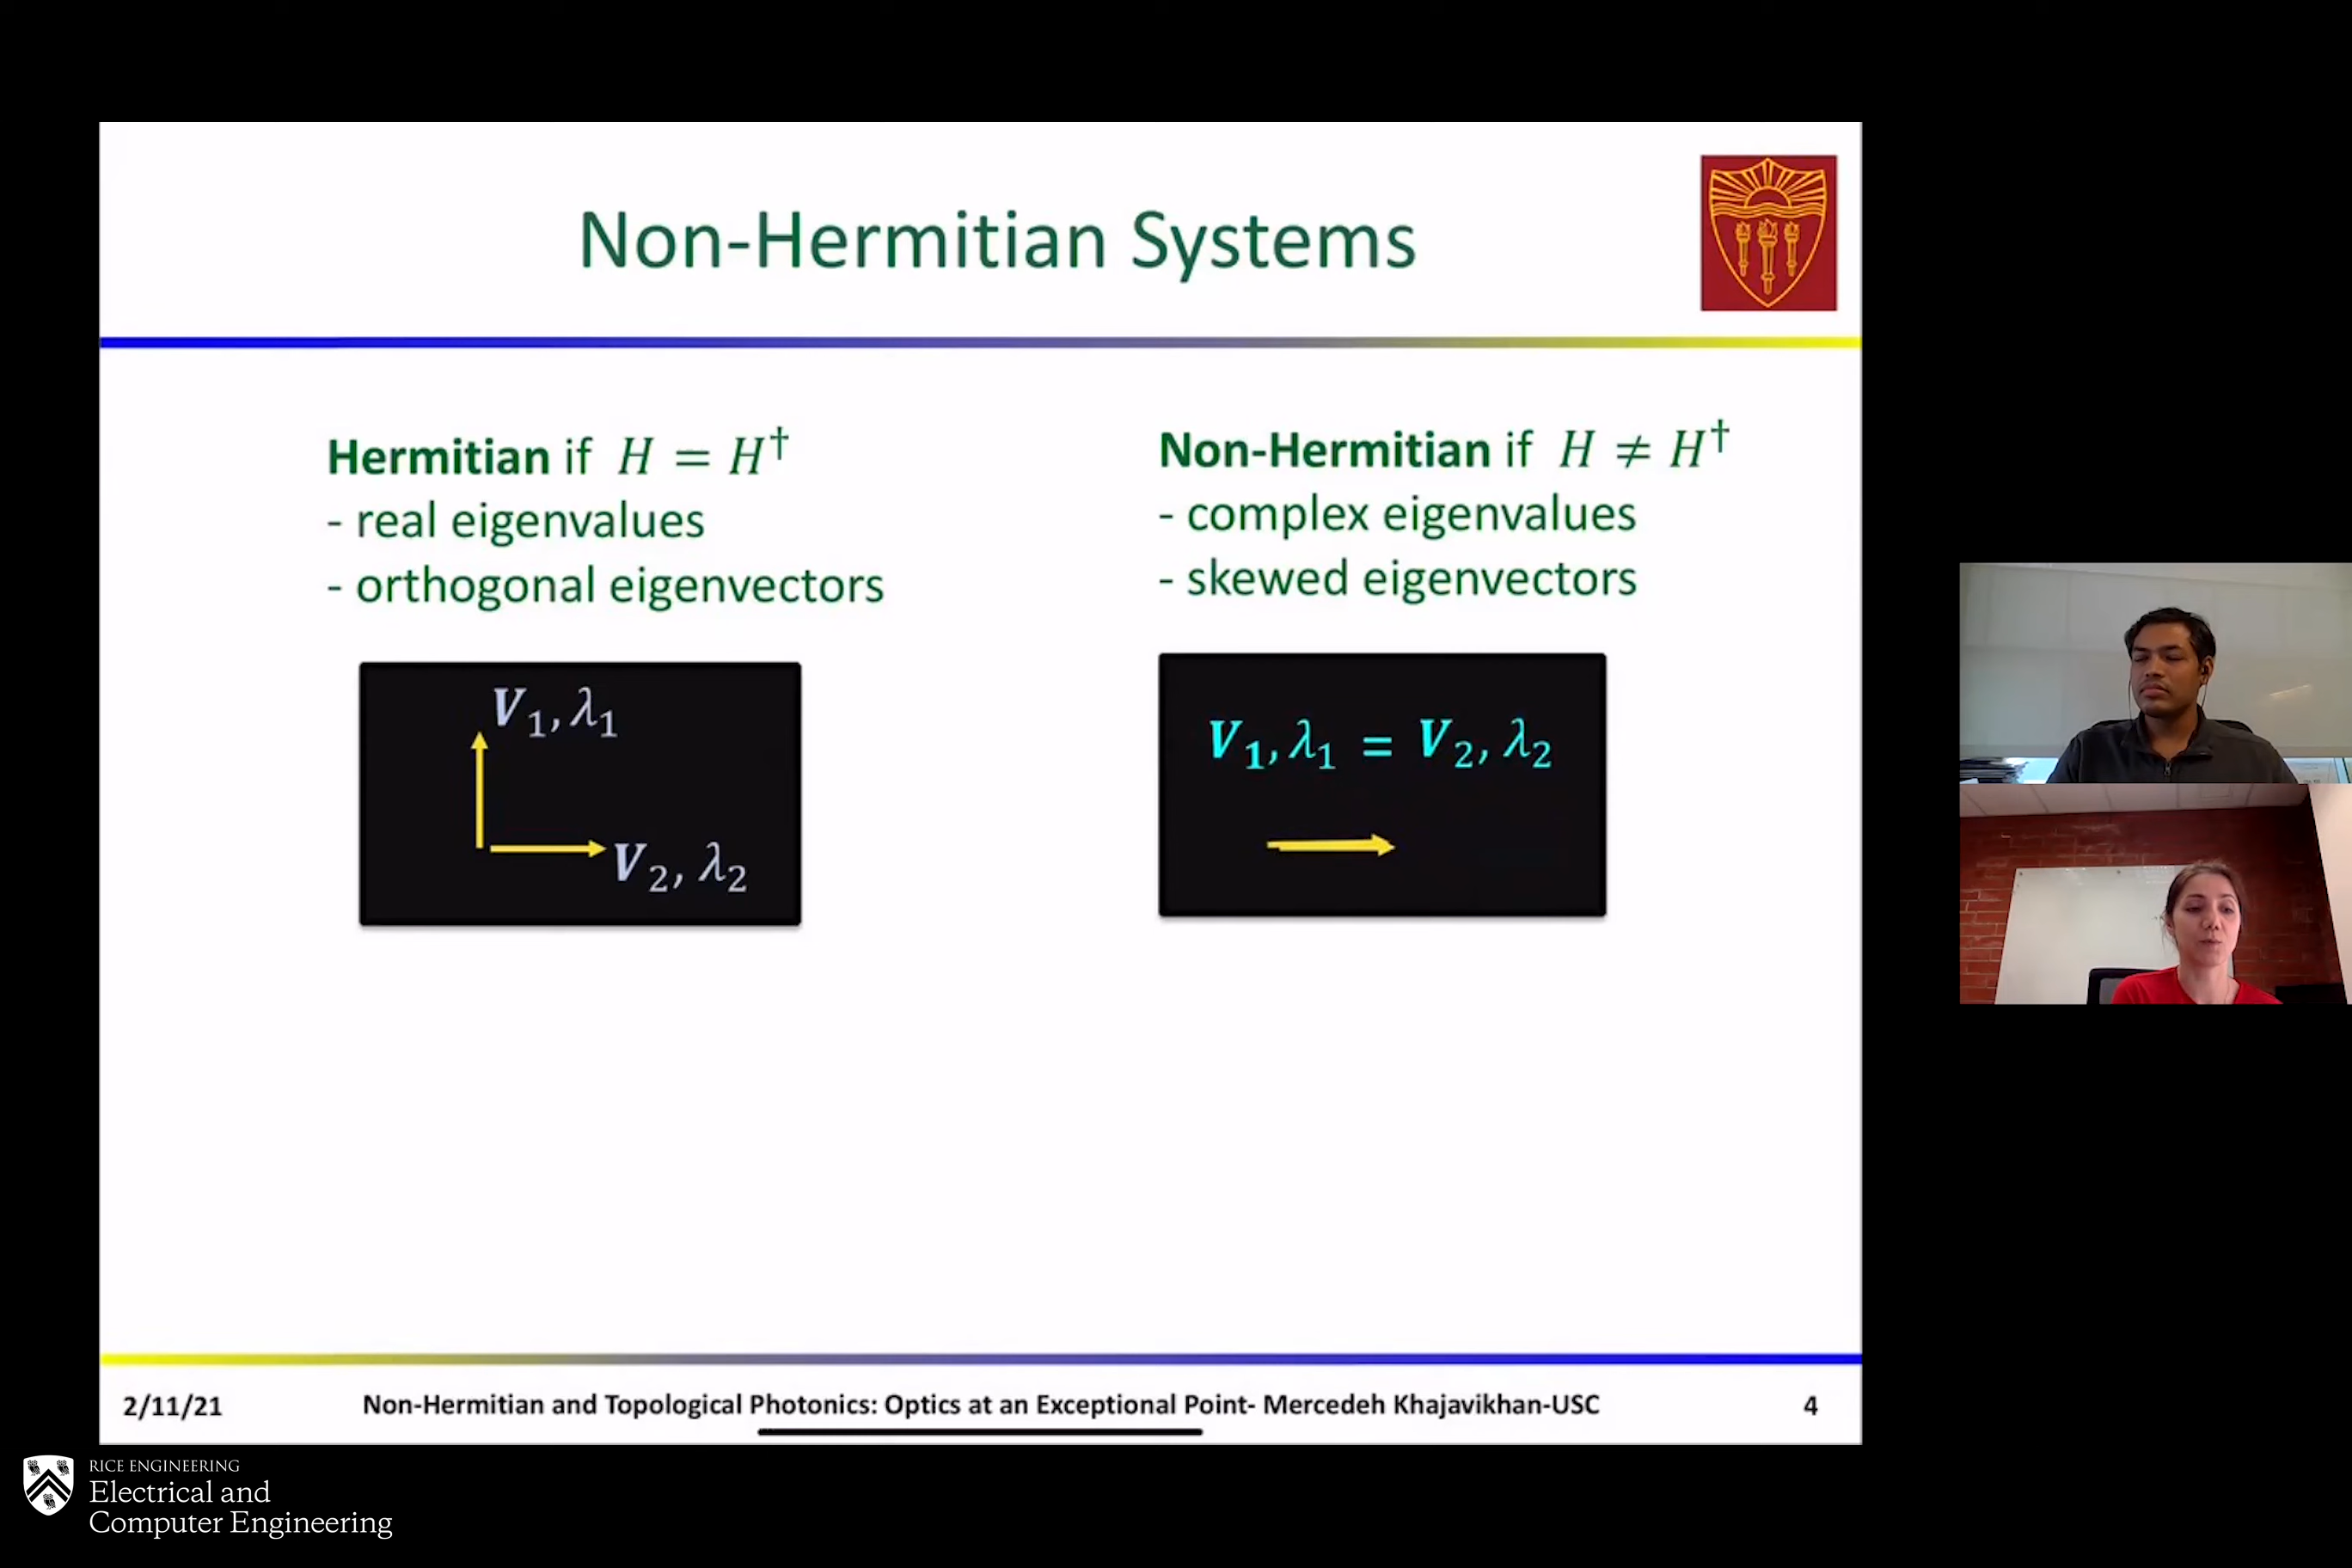 Non-Hermitian Systems
Hermitian if H = H†
- real eigenvalues
- orthogonal eigenvectors
V₁, λ₁
V₂, λ₂
Non-Hermitian if H ≠ H†
- complex eigenvalues
- skewed eigenvectors
V₁, λ₁ = V₂, λ₂
2/11/21
Non-Hermitian and Topological Photonics: Optics at an Exceptional Point- Mercedeh Khajavikhan-USC
4
RICE ENGINEERING
Electrical and
Computer Engineering